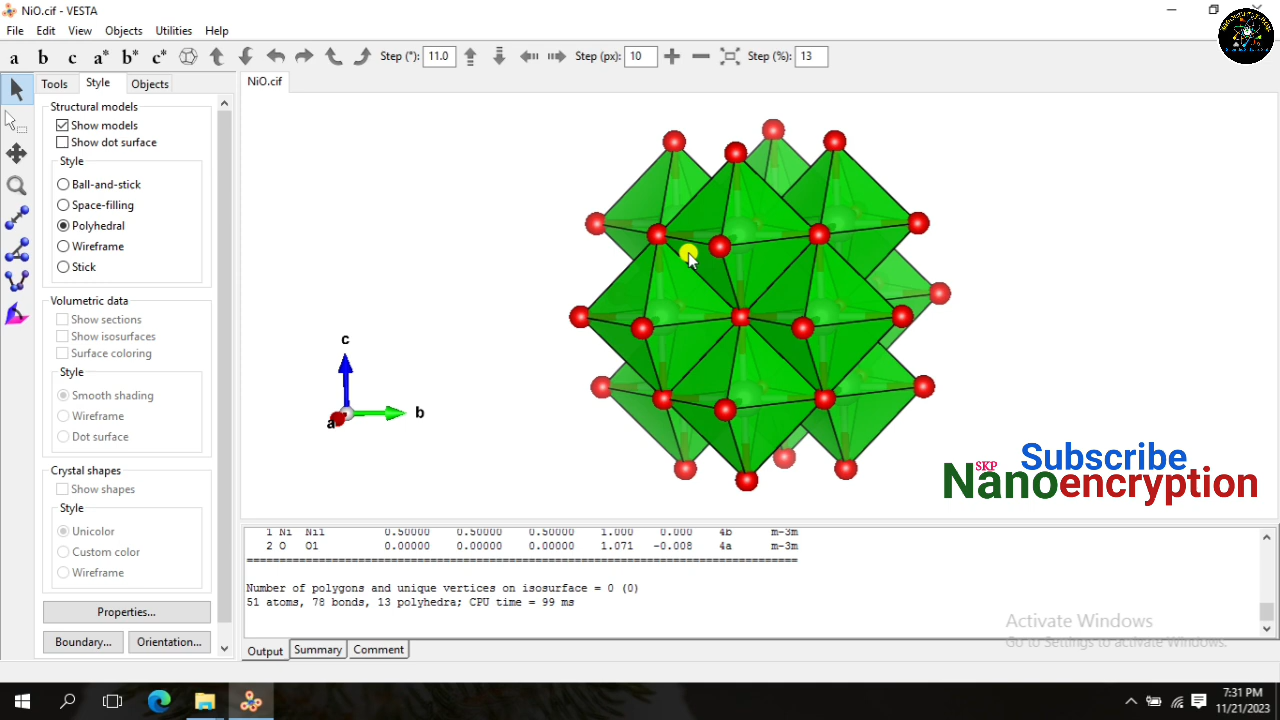 NiO.cif - VESTA
File Edit View Objects Utilities Help
a b c a* b* c* Step (°): 11.0 Step (px): 10 Step (%): 13
Tools Style Objects
NiO.cif
Structural models
Show models
Show dot surface
Style
Ball-and-stick
Space-filling
Polyhedral
Wireframe
Stick
Volumetric data
Show sections
Show isosurfaces
Surface coloring
Style
Smooth shading
Wireframe
Dot surface
Crystal shapes
Show shapes
Style
Unicolor
Custom color
Wireframe
Properties...
Boundary... Orientation...
c
b
a
Subscribe
SKP
Nanoencryption
1 Ni Ni1 0.50000 0.50000 0.50000 1.000 0.000 4b m-3m
2 O O1 0.00000 0.00000 0.00000 1.071 -0.008 4a m-3m
================================================================================
Number of polygons and unique vertices on isosurface = 0 (0)
51 atoms, 78 bonds, 13 polyhedra; CPU time = 99 ms
Activate Windows
Go to Settings to activate Windows.
Output Summary Comment
7:31 PM
11/21/2023